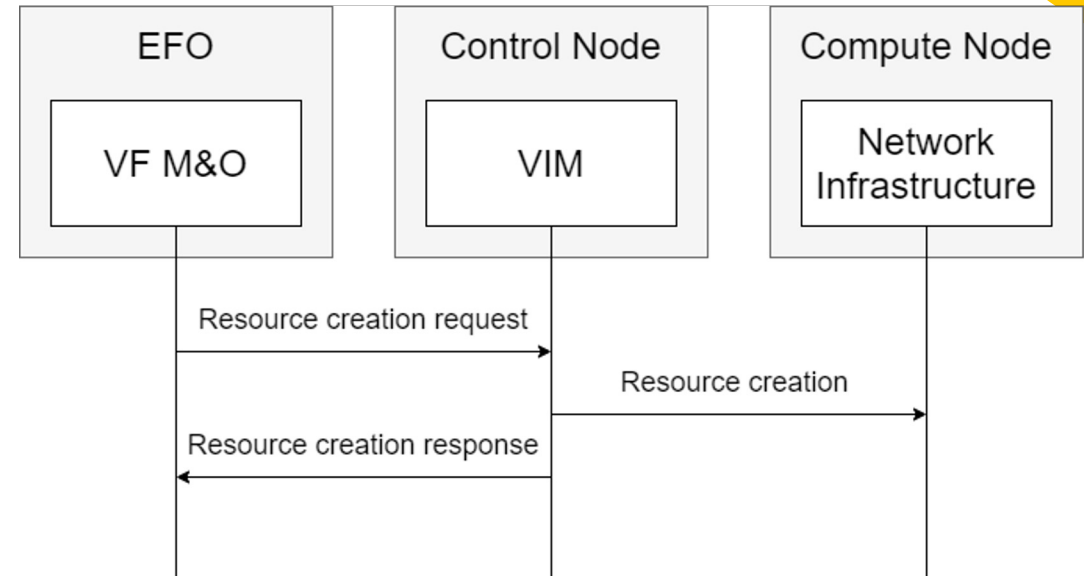 EFO
Control Node
Compute Node
VF M&O
VIM
Network
Infrastructure
Resource creation request
Resource creation
Resource creation response